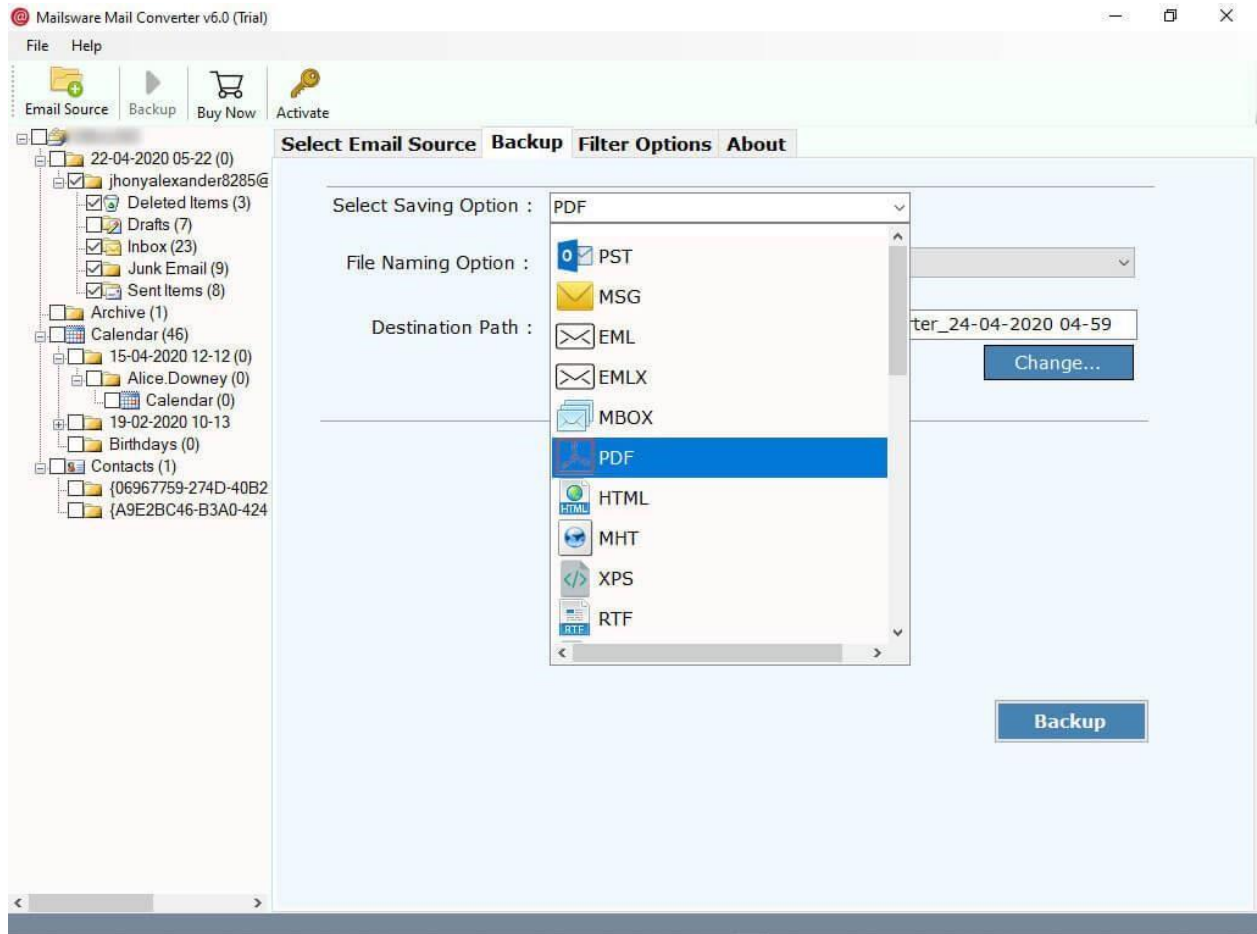 Mailsware Mail Converter v6.0 (Trial)
File Help
Email Source Backup Buy Now Activate
22-04-2020 05-22 (0)
jhonyalexander8285@
Deleted Items (3)
Drafts (7)
Inbox (23)
Junk Email (9)
Sent Items (8)
Archive (1)
Calendar (46)
15-04-2020 12-12 (0)
Alice.Downey (0)
Calendar (0)
19-02-2020 10-13
Birthdays (0)
Contacts (1)
{06967759-274D-40B2
{A9E2BC46-B3A0-424
Select Email Source Backup Filter Options About
Select Saving Option : PDF
File Naming Option :
Destination Path : ter_24-04-2020 04-59
Change...
PST
MSG
EML
EMLX
MBOX
PDF
HTML
MHT
XPS
RTF
Backup